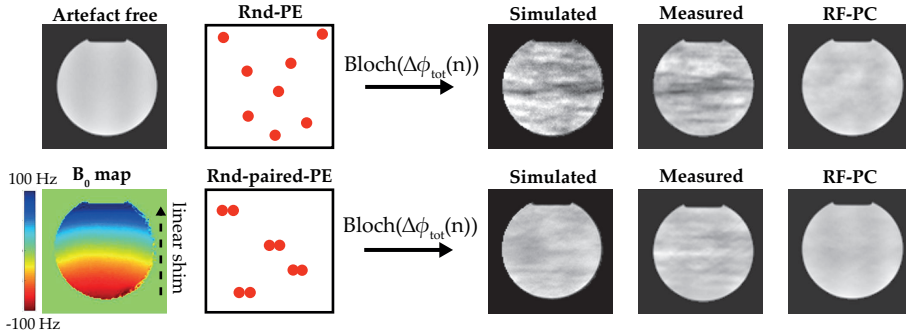 Artefact free
Rnd-PE
Bloch(Δϕtot(n))
Simulated
Measured
RF-PC
B0 map
100 Hz
-100 Hz
linear shim
Rnd-paired-PE
Bloch(Δϕtot(n))
Simulated
Measured
RF-PC